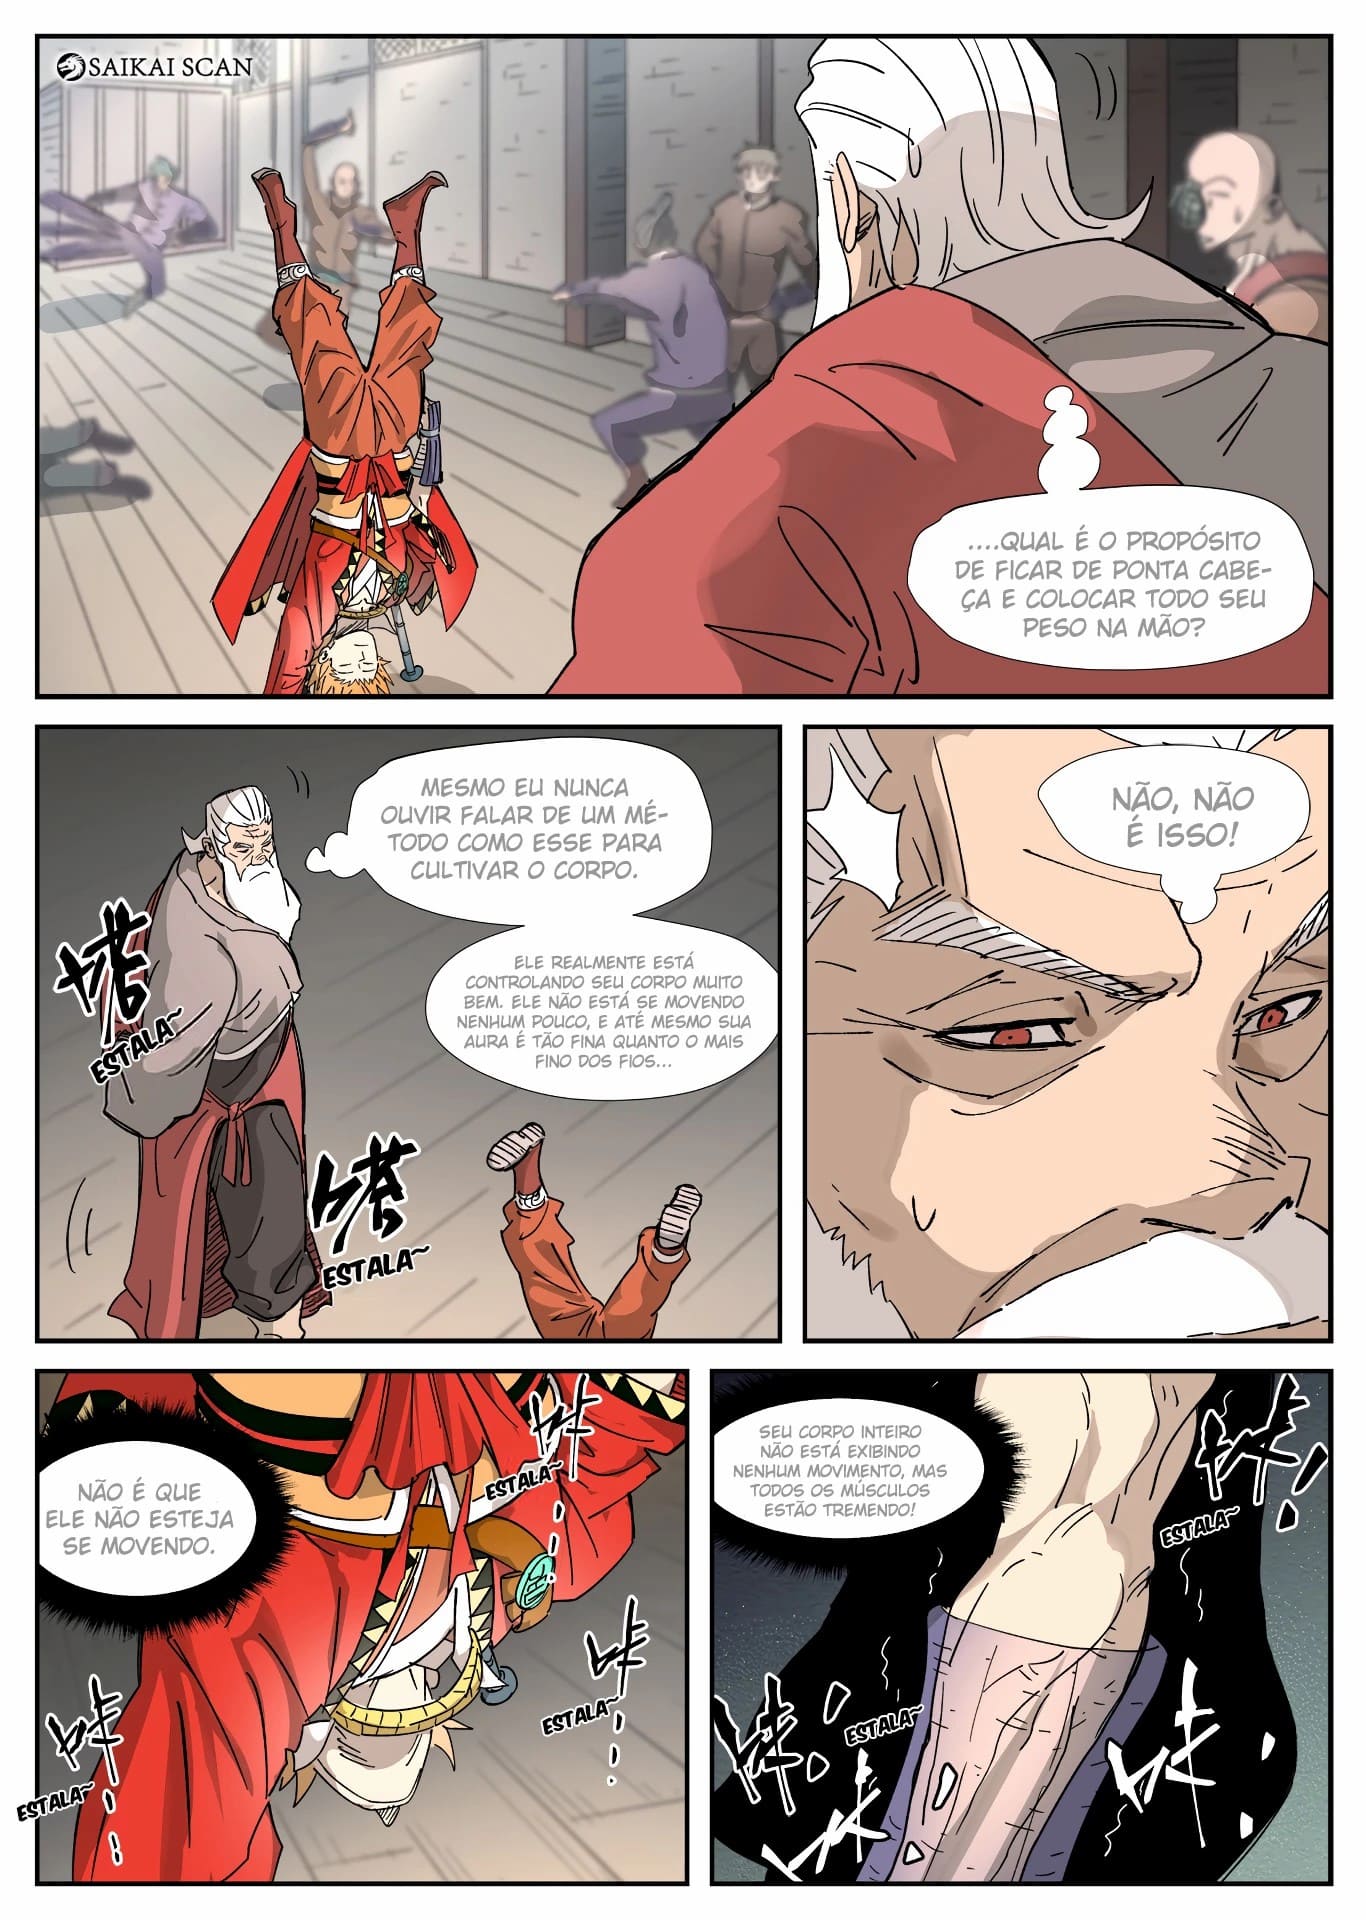 SAIKAI SCAN
....QUAL É O PROPÓSITO
DE FICAR DE PONTA CABE-
ÇA E COLOCAR TODO SEU
PESO NA MÃO?
MESMO EU NUNCA
OUVIR FALAR DE UM MÉ-
TODO COMO ESSE PARA
CULTIVAR O CORPO.
ELE REALMENTE ESTÁ
CONTROLANDO SEU CORPO MUITO
BEM. ELE NÃO ESTÁ SE MOVENDO
NENHUM POUCO, E ATÉ MESMO SUA
AURA É TÃO FINA QUANTO O MAIS
FINO DOS FIOS...
ESTALA~
ESTALA~
NÃO, NÃO
É ISSO!
NÃO É QUE
ELE NÃO ESTEJA
SE MOVENDO.
ESTALA~
ESTALA~
ESTALA~
SEU CORPO INTEIRO
NÃO ESTÁ EXIBINDO
NENHUM MOVIMENTO, MAS
TODOS OS MÚSCULOS
ESTÃO TREMENDO!
ESTALA~
ESTALA~